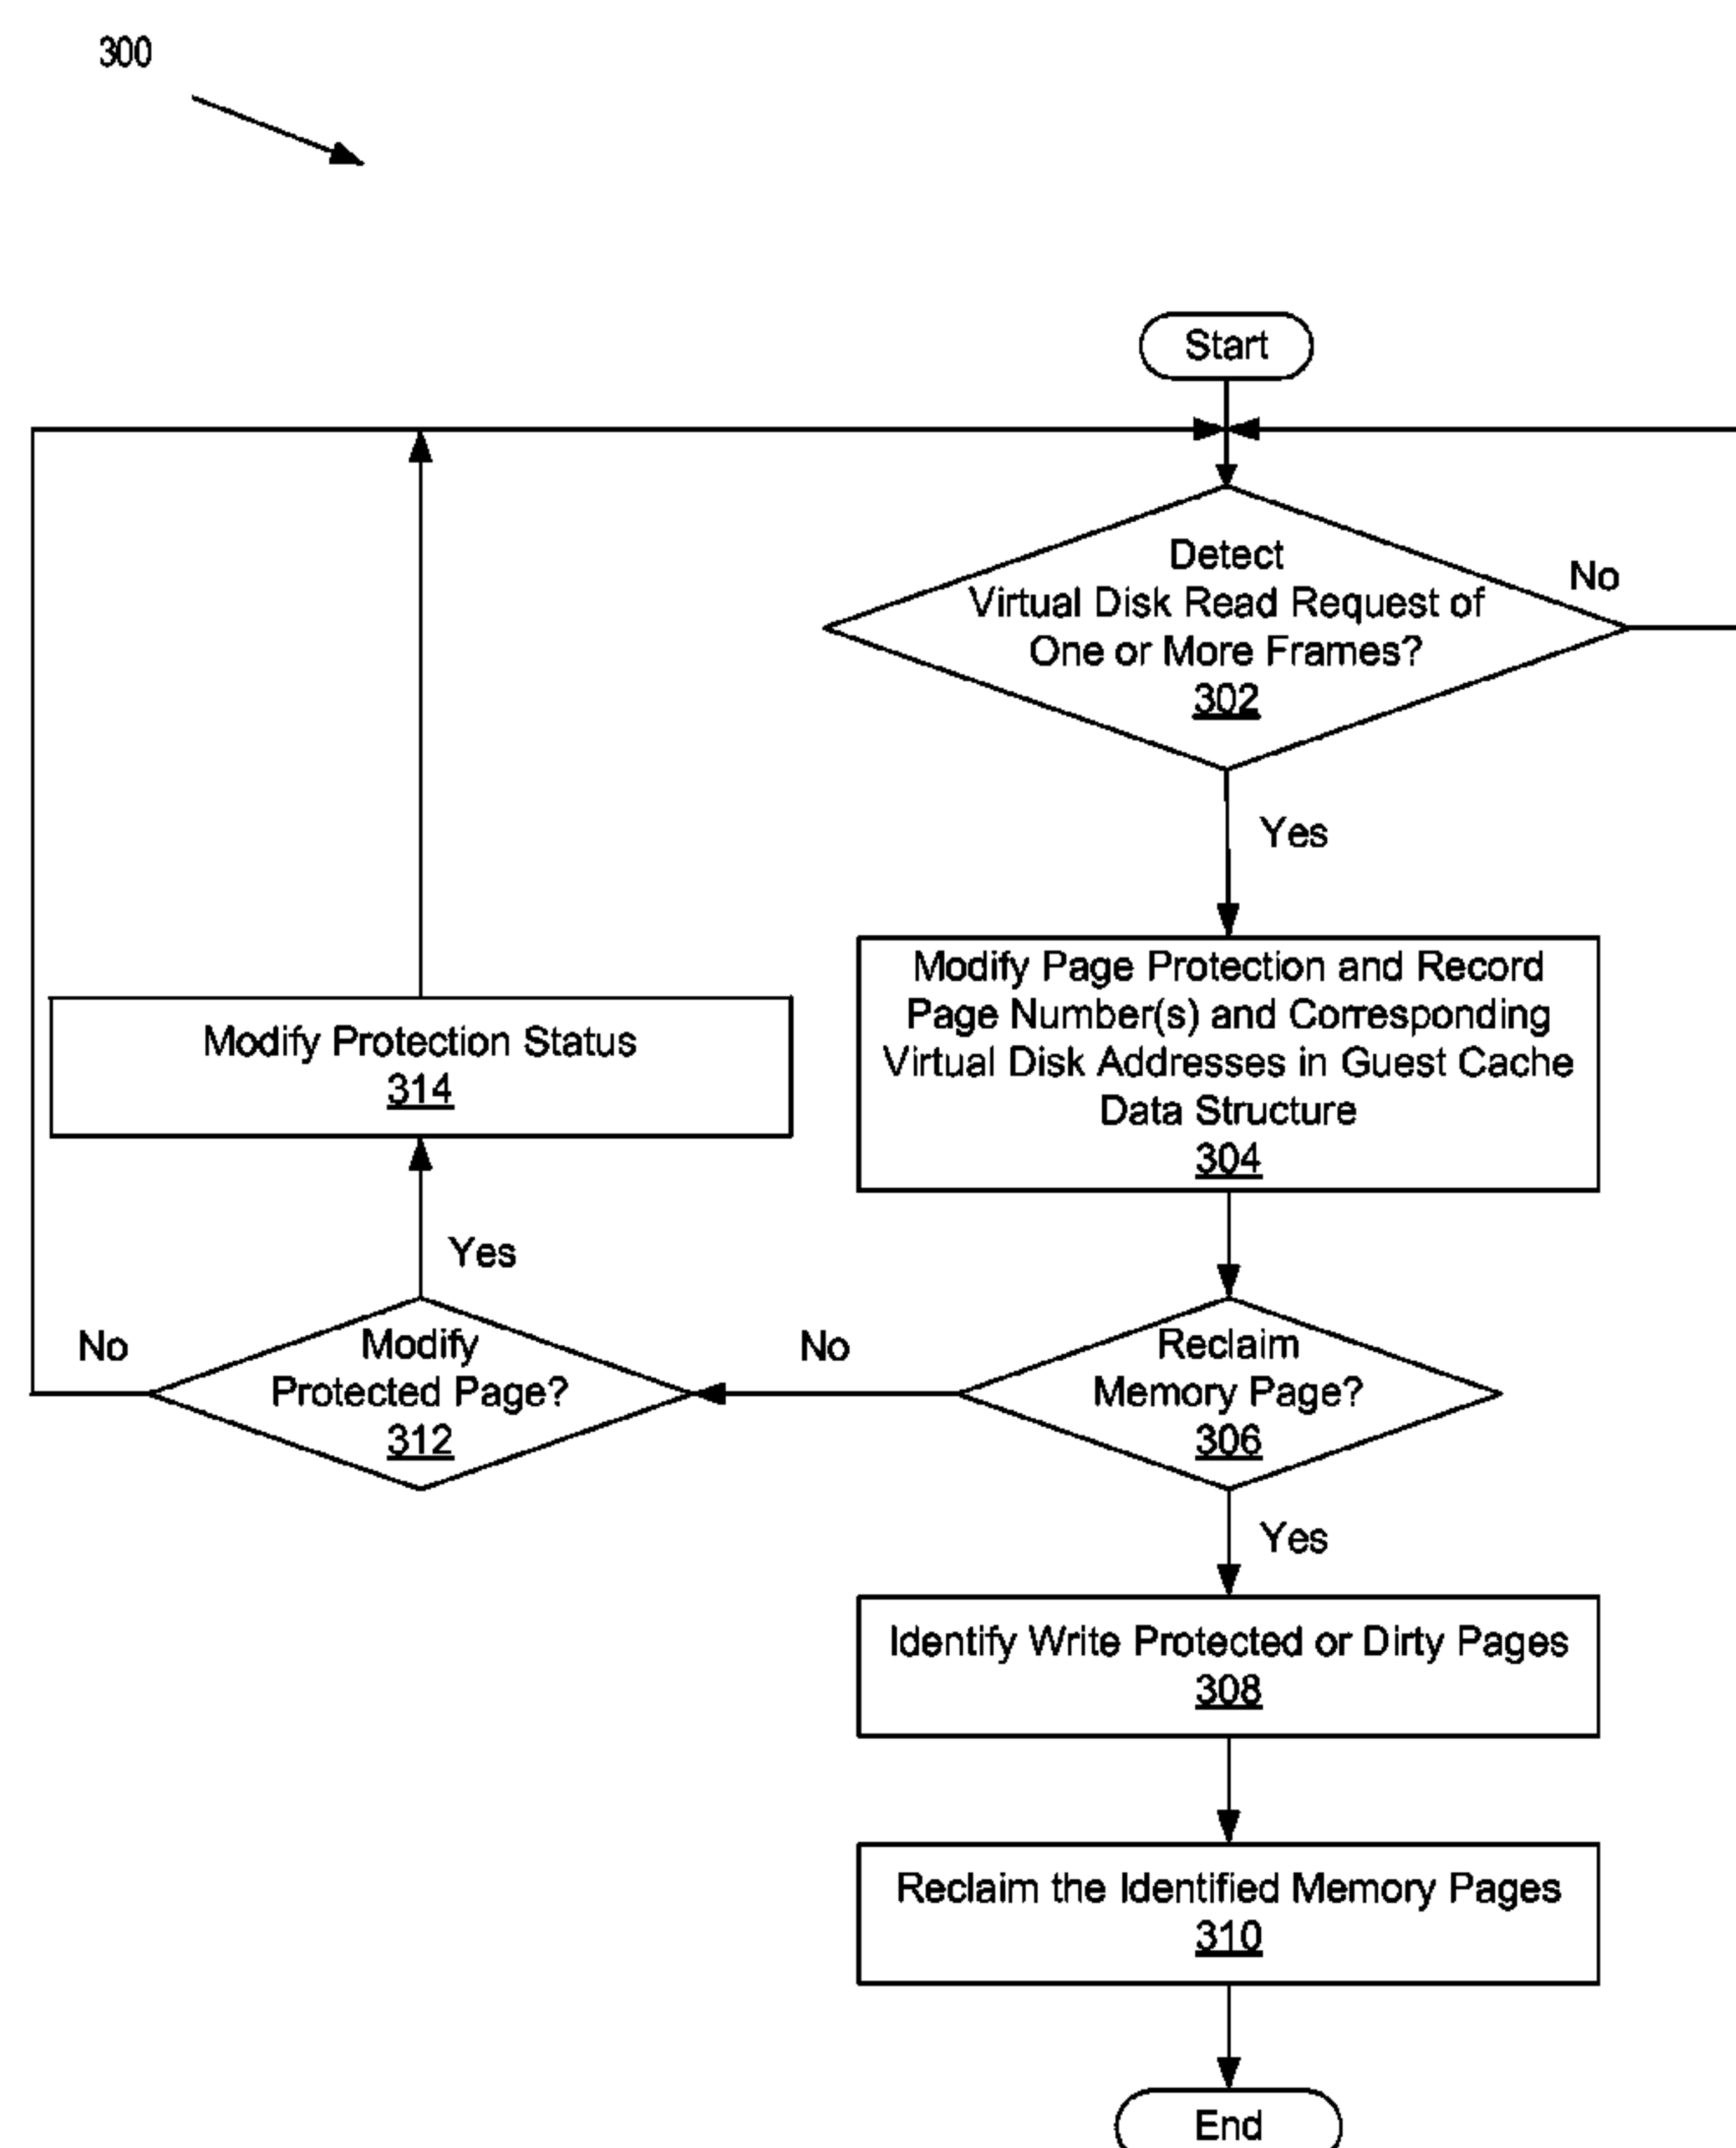 300
Start
Detect
Virtual Disk Read Request of
One or More Frames?
302
No
Yes
Modify Page Protection and Record
Page Number(s) and Corresponding
Virtual Disk Addresses in Guest Cache
Data Structure
304
Modify Protection Status
314
Yes
No
Modify
Protected Page?
312
No
Reclaim
Memory Page?
306
Yes
Identify Write Protected or Dirty Pages
308
Reclaim the Identified Memory Pages
310
End